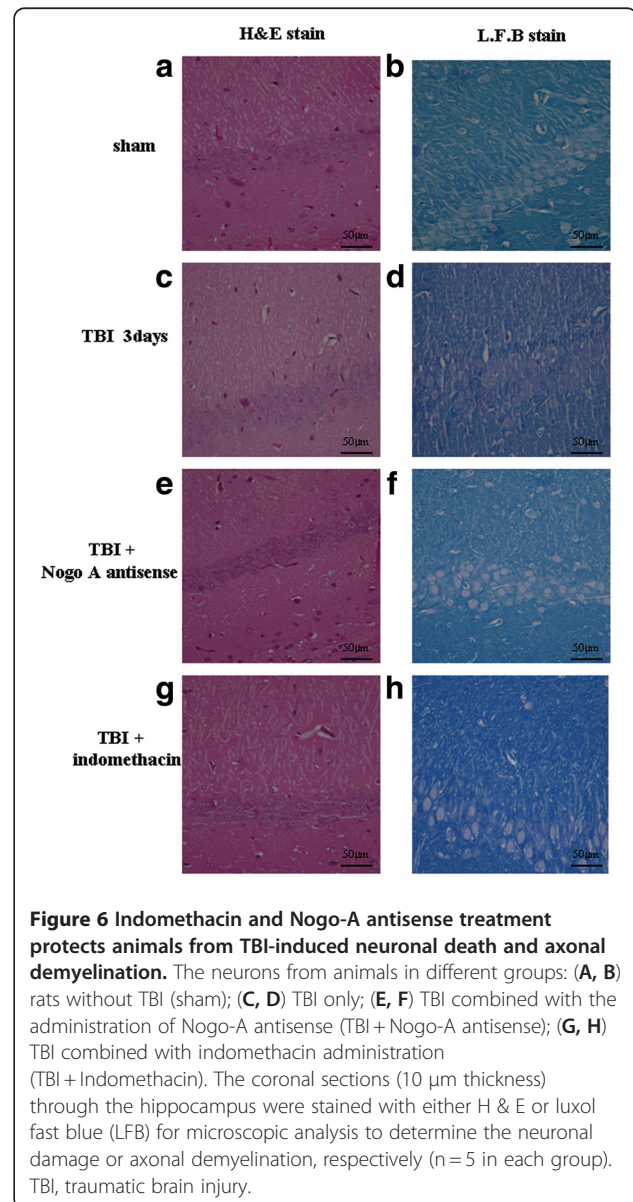 H&E stain L.F.B stain
a b
sham
50μm 50μm
c d
TBI 3days
50μm 50μm
e f
TBI +
Nogo A antisense
50μm 50μm
g h
TBI +
indomethacin
50μm 50μm
Figure 6 Indomethacin and Nogo-A antisense treatment
protects animals from TBI-induced neuronal death and axonal
demyelination. The neurons from animals in different groups: (A, B)
rats without TBI (sham); (C, D) TBI only; (E, F) TBI combined with the
administration of Nogo-A antisense (TBI + Nogo-A antisense); (G, H)
TBI combined with indomethacin administration
(TBI + Indomethacin). The coronal sections (10 μm thickness)
through the hippocampus were stained with either H & E or luxol
fast blue (LFB) for microscopic analysis to determine the neuronal
damage or axonal demyelination, respectively (n = 5 in each group).
TBI, traumatic brain injury.